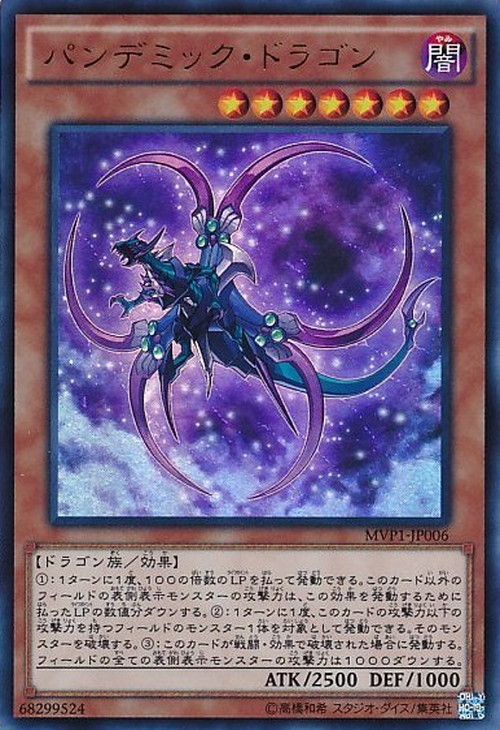 パンデミック・ドラゴン
闇
MVP1-JP006
【ドラゴン族/効果】
①:1ターンに1度、100の倍数のLPを払って発動できる。このカード以外の
フィールドの表側表示モンスターの攻撃力は、この効果を発動するために
払ったLPの数値分ダウンする。②:1ターンに1度、このカードの攻撃力以下の
攻撃力を持つフィールドのモンスター1体を対象として発動できる。そのモン
スターを破壊する。③:このカードが戦闘・効果で破壊された場合に発動する。
フィールドの全ての表側表示モンスターの攻撃力は1000ダウンする。
ATK/2500 DEF/1000
68299524 ©高橋和希 スタジオ・ダイス/集英社